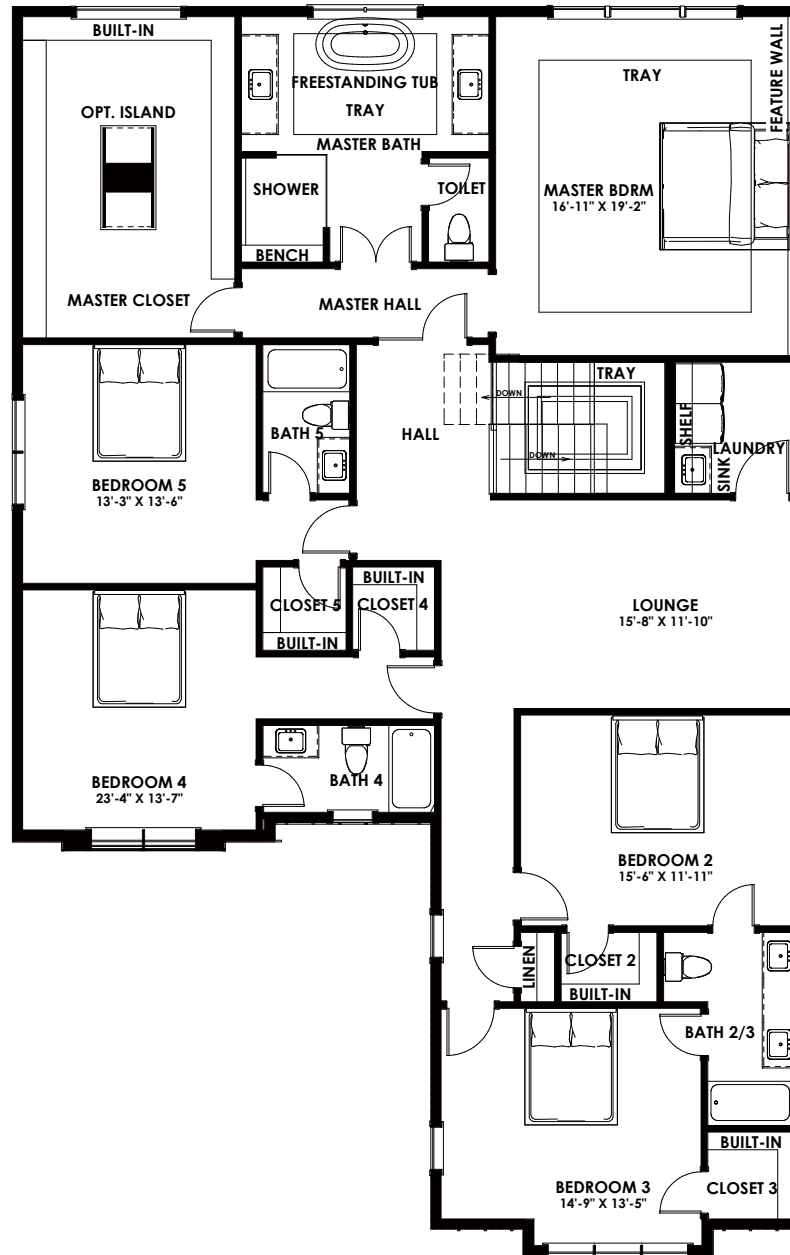 BUILT-IN
OPT. ISLAND
MASTER CLOSET
FREESTANDING TUB
TRAY
MASTER BATH
SHOWER
BENCH
TOILET
MASTER HALL
TRAY
FEATURE WALL
MASTER BDRM
16'-11" X 19'-2"
BATH 5
BEDROOM 5
13'-3" X 13'-6"
HALL
TRAY
DOWN
DOWN
SHELF
LAUNDRY
SINK
CLOSET 5
BUILT-IN
BUILT-IN
CLOSET 4
LOUNGE
15'-8" X 11'-10"
BEDROOM 4
23'-4" X 13'-7"
BATH 4
BEDROOM 2
15'-6" X 11'-11"
LINEN
CLOSET 2
BUILT-IN
BATH 2/3
BEDROOM 3
14'-9" X 13'-5"
BUILT-IN
CLOSET 3